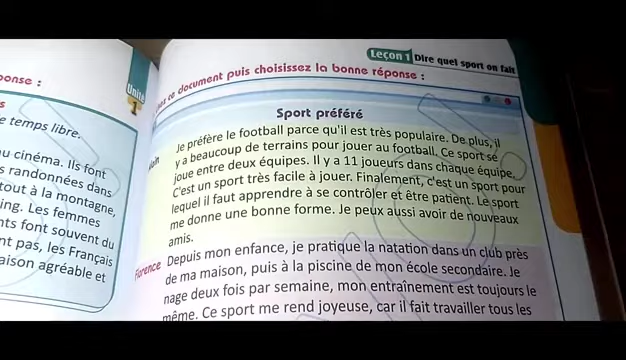 ponse :
s
e temps libre.
u cinéma. Ils font
s randonnées dans
tout à la montagne,
ing. Les femmes
nts font souvent du
nt pas, les Français
aison agréable et
Unité
1
Leçon 1 Dire quel sport on fait
ez ce document puis choisissez la bonne réponse :
Sport préféré
Je préfère le football parce qu'il est très populaire. De plus, il
y a beaucoup de terrains pour jouer au football. Ce sport se
joue entre deux équipes. Il y a 11 joueurs dans chaque équipe.
C'est un sport très facile à jouer. Finalement, c'est un sport pour
lequel il faut apprendre à se contrôler et être patient. Le sport
me donne une bonne forme. Je peux aussi avoir de nouveaux
amis.
Florence
Depuis mon enfance, je pratique la natation dans un club près
de ma maison, puis à la piscine de mon école secondaire. Je
nage deux fois par semaine, mon entraînement est toujours le
même. Ce sport me rend joyeuse, car il fait travailler tous les